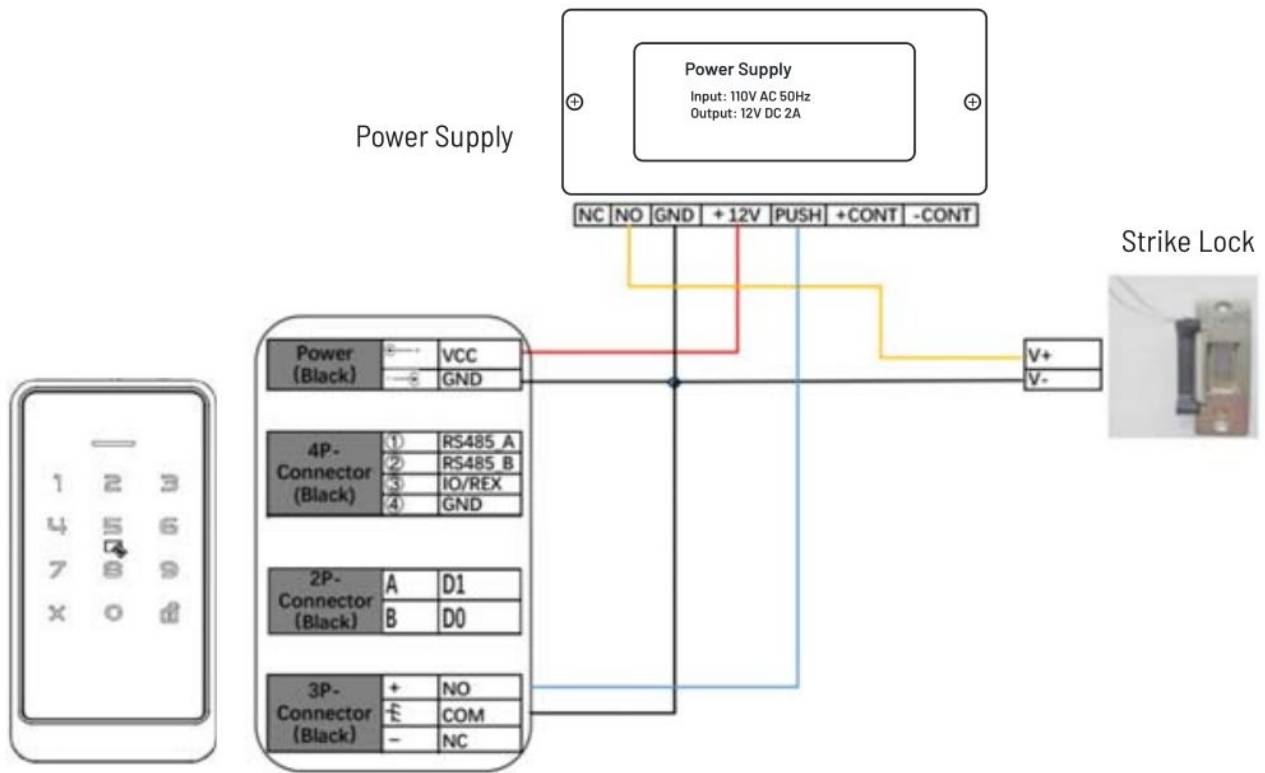 Power Supply
Input: 110V AC 50Hz
Output: 12V DC 2A
Power Supply
NC NO GND +12V PUSH +CONT -CONT
Strike Lock
Power
(Black)
VCC
GND
V+
V-
4P-
Connector
(Black)
① RS485_A
② RS485_B
③ IO/REX
④ GND
1 2 3
4 5 6
7 8 9
X 0
2P-
Connector
(Black)
A D1
B D0
3P-
Connector
(Black)
+ NO
COM
- NC